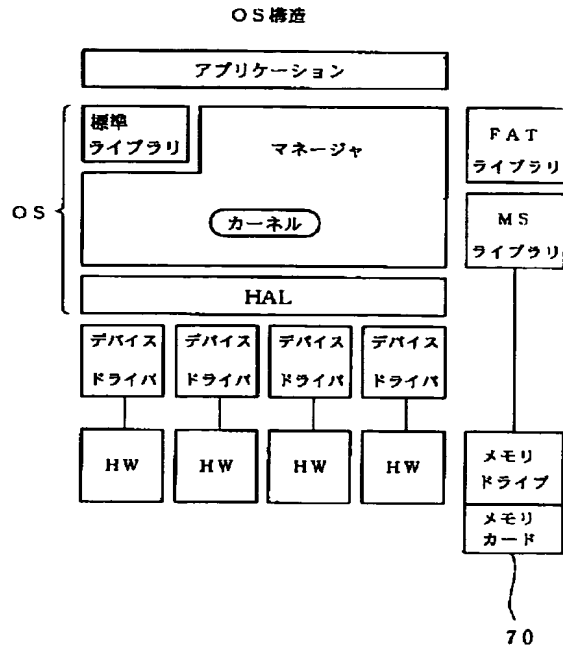 OS構造
アプリケーション
標準
ライブラリ
マネージャ
カーネル
OS
HAL
FAT
ライブラリ
MS
ライブラリ
デバイス
ドライバ
デバイス
ドライバ
デバイス
ドライバ
デバイス
ドライバ
HW
HW
HW
HW
メモリ
ドライブ
メモリ
カード
70